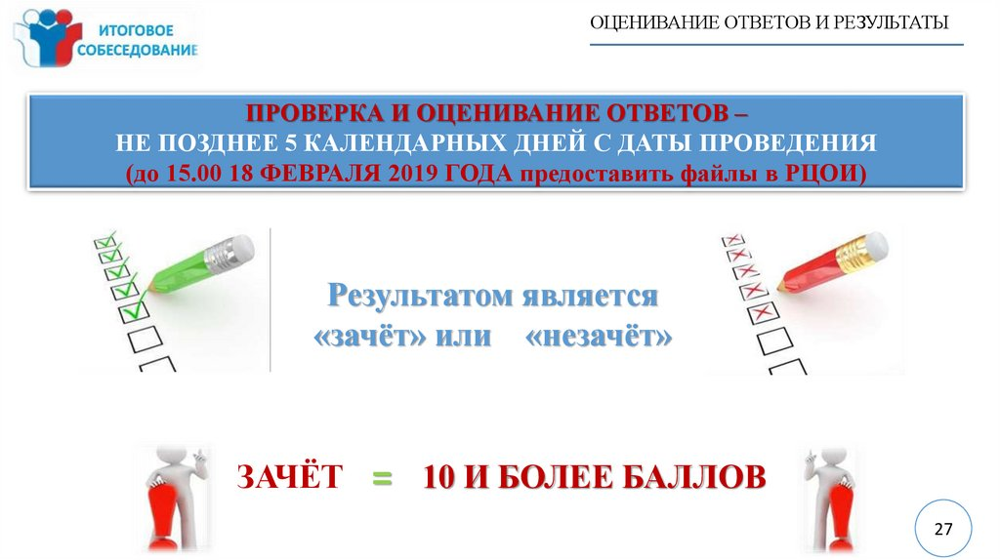 ИТОГОВОЕ
СОБЕСЕДОВАНИЕ
ОЦЕНИВАНИЕ ОТВЕТОВ И РЕЗУЛЬТАТЫ
ПРОВЕРКА И ОЦЕНИВАНИЕ ОТВЕТОВ –
НЕ ПОЗДНЕЕ 5 КАЛЕНДАРНЫХ ДНЕЙ С ДАТЫ ПРОВЕДЕНИЯ
(до 15.00 18 ФЕВРАЛЯ 2019 ГОДА предоставить файлы в РЦОИ)
Результатом является
«зачёт» или «незачёт»
ЗАЧЁТ = 10 И БОЛЕЕ БАЛЛОВ
27